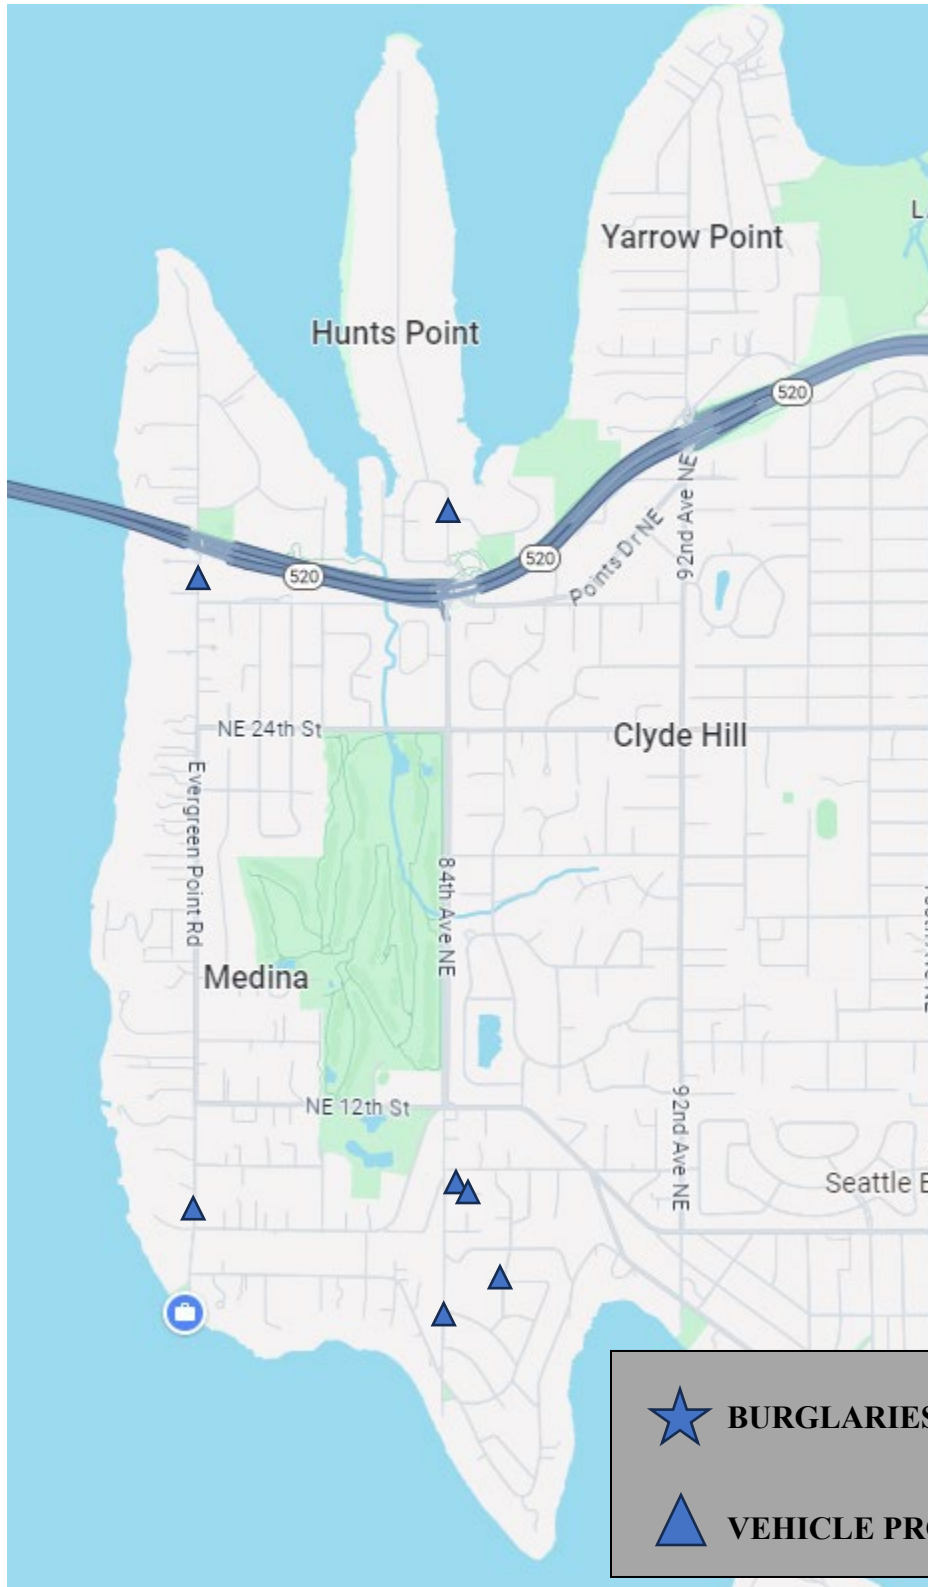 L
Yarrow Point
Hunts Point
520
520
520
Points Dr NE
92nd Ave NE
NE 24th St
Clyde Hill
Evergreen Point Rd
84th Ave NE
Medina
NE 12th St
92nd Ave NE
Seattle B
BURGLARIES
VEHICLE PRO